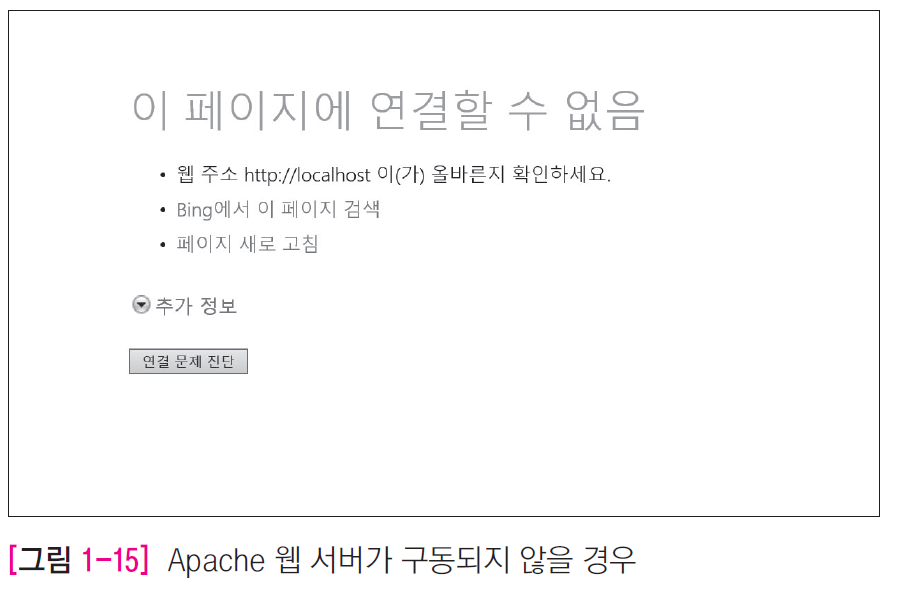 이 페이지에 연결할 수 없음
• 웹 주소 http://localhost 이(가) 올바른지 확인하세요.
• Bing에서 이 페이지 검색
• 페이지 새로 고침
추가 정보
연결 문제 진단
[그림 1-15] Apache 웹 서버가 구동되지 않을 경우